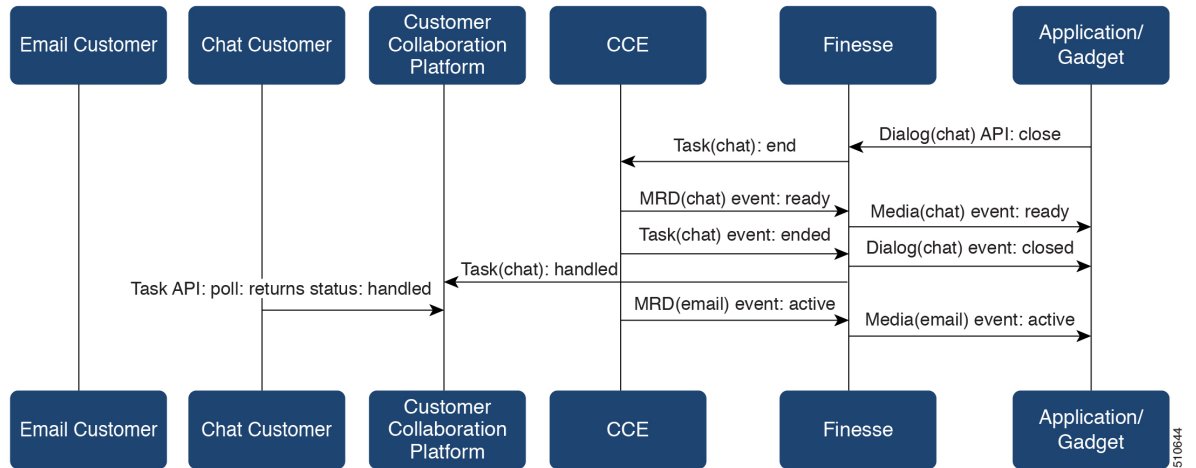 Email Customer
Chat Customer
Customer
Collaboration
Platform
CCE
Finesse
Application/
Gadget
Dialog(chat) API: close
Task(chat): end
MRD(chat) event: ready
Media(chat) event: ready
Task(chat) event: ended
Dialog(chat) event: closed
Task(chat): handled
Task API: poll: returns status: handled
MRD(email) event: active
Media(email) event: active
Email Customer
Chat Customer
Customer
Collaboration
Platform
CCE
Finesse
Application/
Gadget
510644